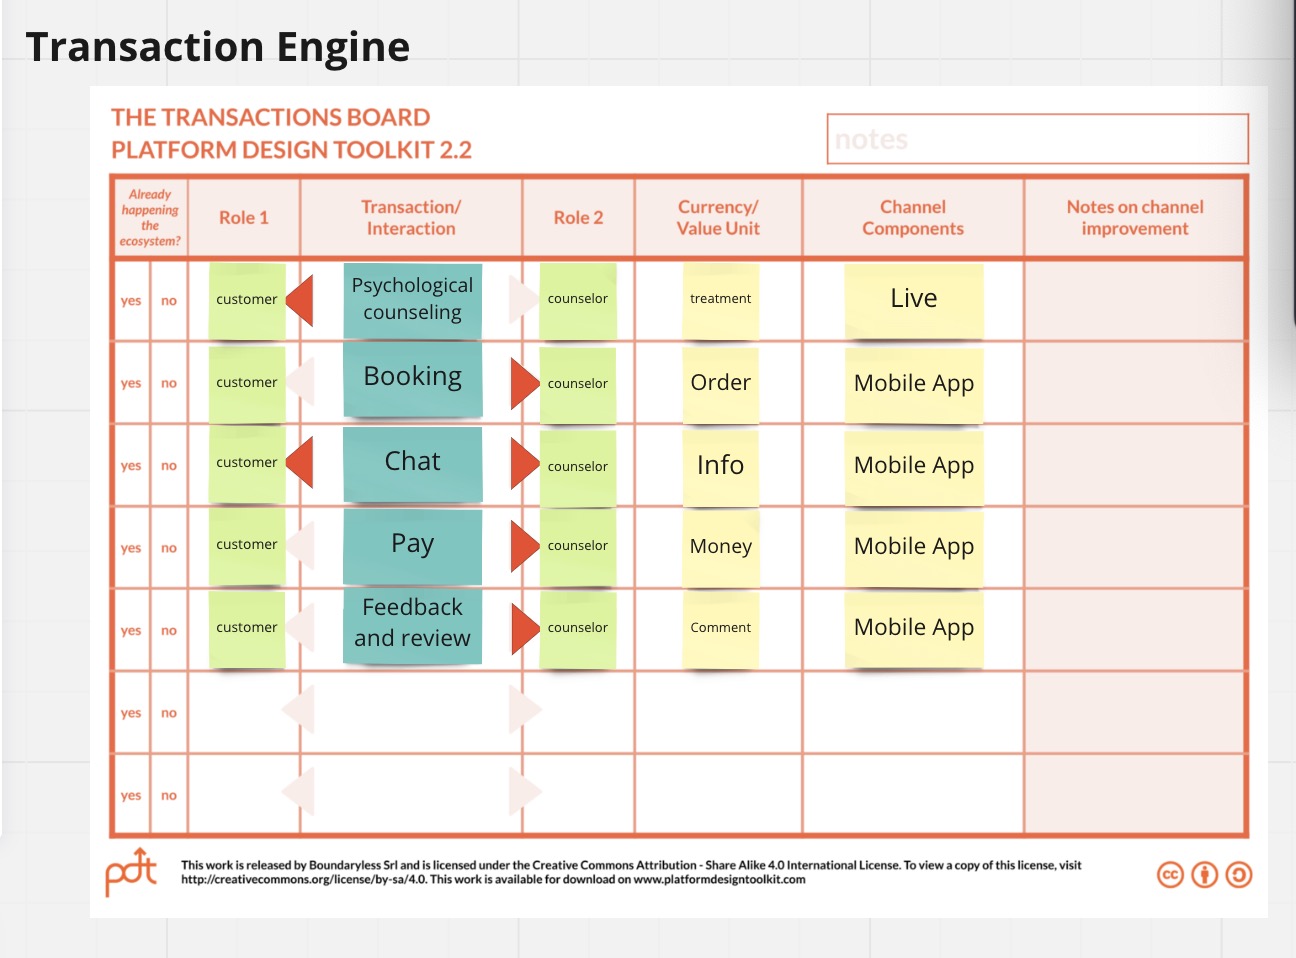 Transaction Engine
THE TRANSACTIONS BOARD
PLATFORM DESIGN TOOLKIT 2.2
notes
Already
happening
the
ecosystem?
Role 1
Transaction/
Interaction
Role 2
Currency/
Value Unit
Channel
Components
Notes on channel
improvement
yes
no
customer
Psychological
counseling
counselor
treatment
Live
yes
no
customer
Booking
counselor
Order
Mobile App
yes
no
customer
Chat
counselor
Info
Mobile App
yes
no
customer
Pay
counselor
Money
Mobile App
yes
no
customer
Feedback
and review
counselor
Comment
Mobile App
yes
no
yes
no
pdt
This work is released by Boundaryless Srl and is licensed under the Creative Commons Attribution - Share Alike 4.0 International License. To view a copy of this license, visit
http://creativecommons.org/license/by-sa/4.0. This work is available for download on www.platformdesigntoolkit.com
cc